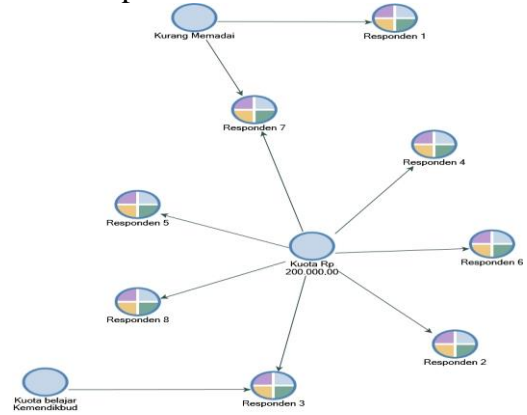 Kurang Memadai
Responden 1
Responden 7
Responden 4
Responden 5
Kuota Rp
200.000,00
Responden 6
Responden 8
Responden 2
Kuota belajar
Kemendikbud
Responden 3